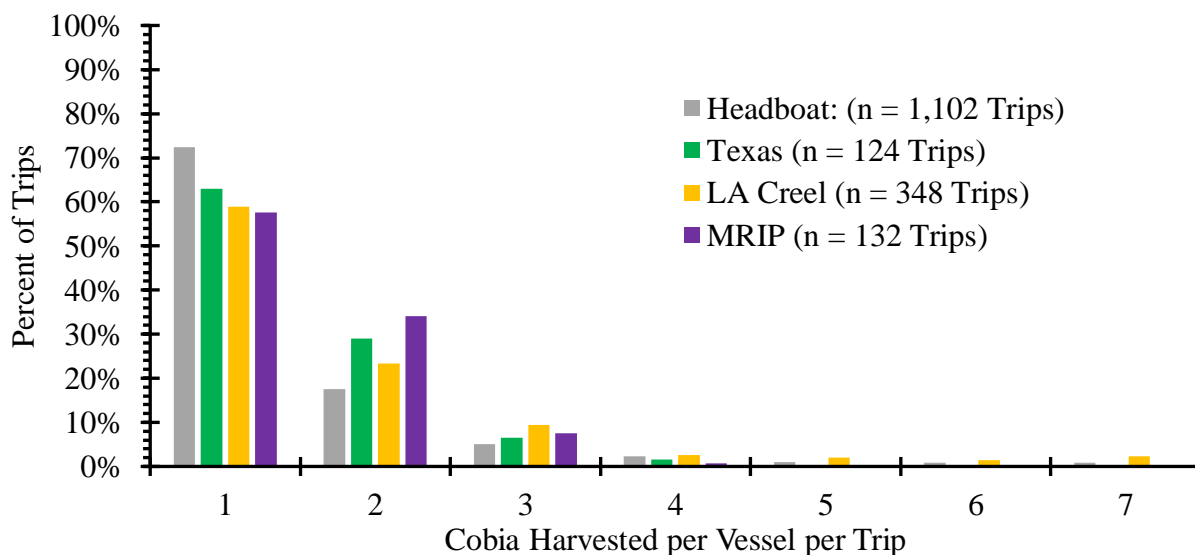 100%
90%
80%
70%
60%
50%
40%
30%
20%
10%
0%
Percent of Trips
Headboat: (n = 1,102 Trips)
Texas (n = 124 Trips)
LA Creel (n = 348 Trips)
MRIP (n = 132 Trips)
1 2 3 4 5 6 7
Cobia Harvested per Vessel per Trip